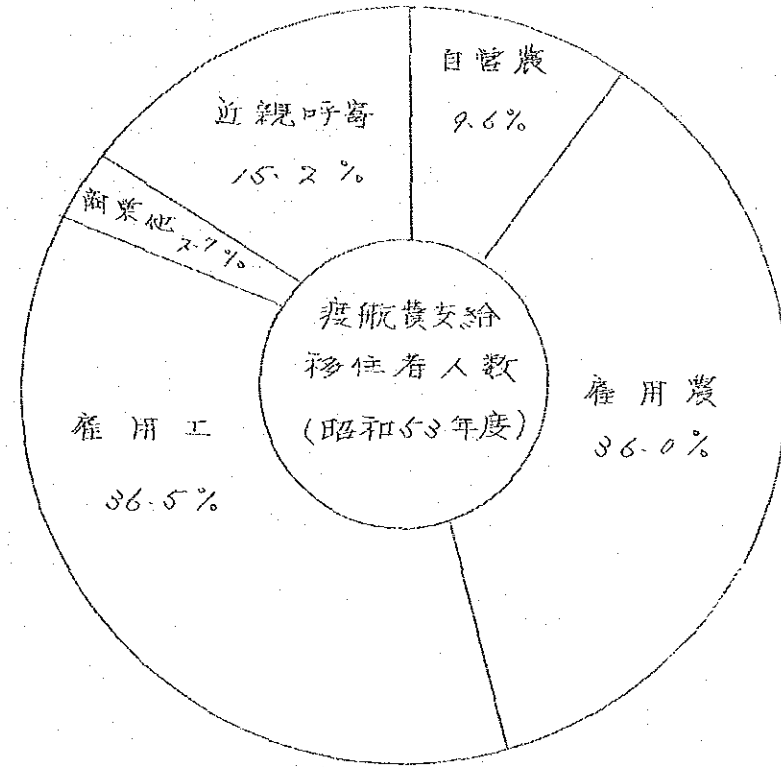 自営農
9.6%
近親呼寄
15.2%
商業他 2.7%
渡航費支給
移住者人数
(昭和53年度)
雇用農
36.0%
雇用工
36.5%